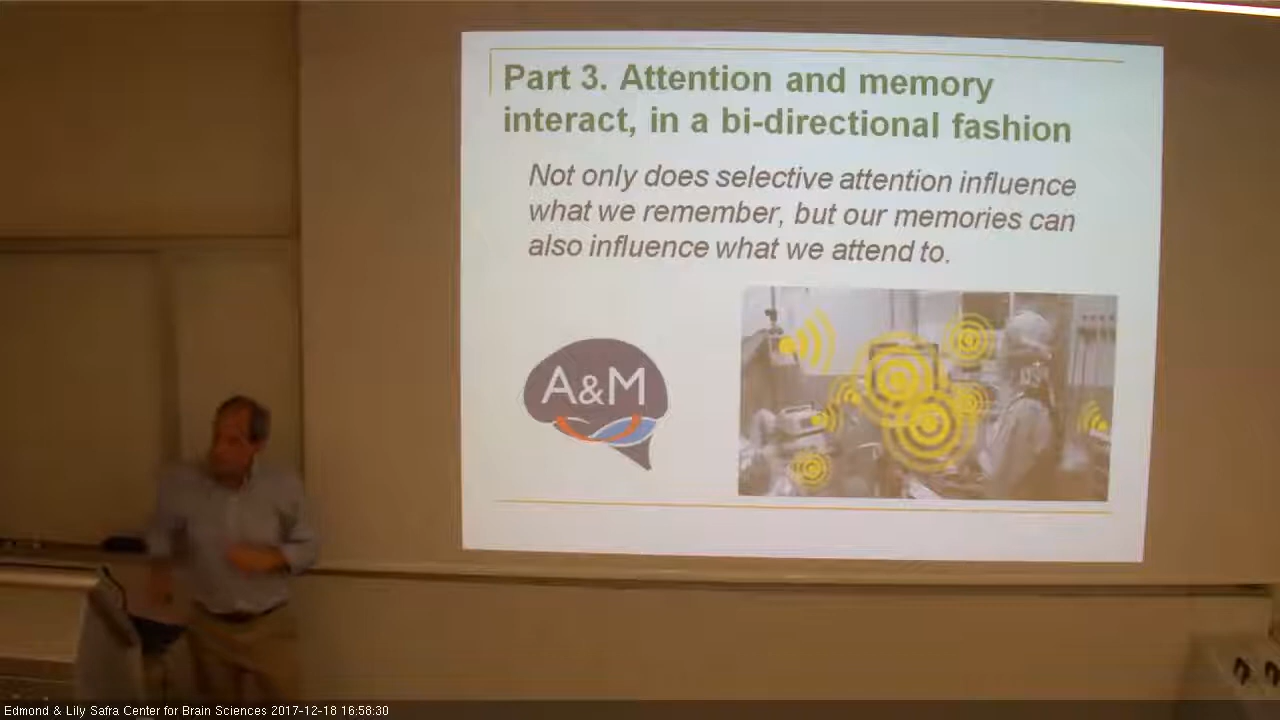 Part 3. Attention and memory
interact, in a bi-directional fashion
Not only does selective attention influence
what we remember, but our memories can
also influence what we attend to.
A&M
Edmond & Lily Safra Center for Brain Sciences 2017-12-18 16:58:30